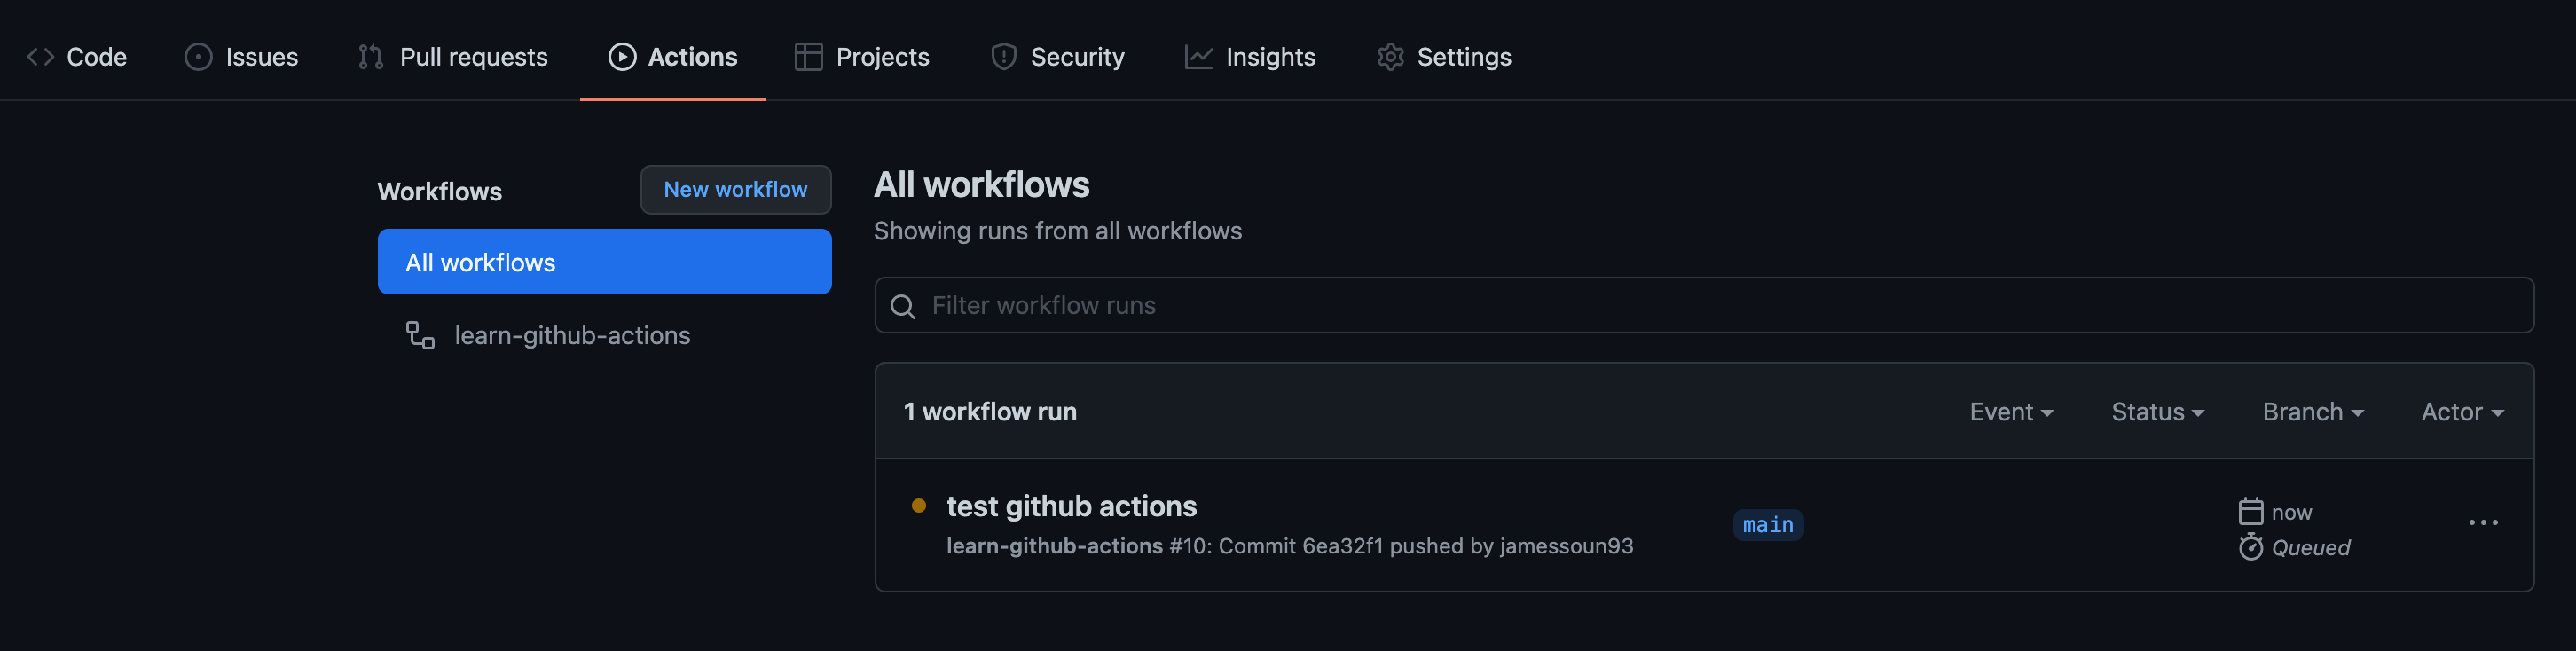 Code Issues Pull requests Actions Projects Security Insights Settings
Workflows
New workflow
All workflows
learn-github-actions
All workflows
Showing runs from all workflows
Filter workflow runs
1 workflow run
Event Status Branch Actor
test github actions
learn-github-actions #10: Commit 6ea32f1 pushed by jamessoun93
main
now
Queued